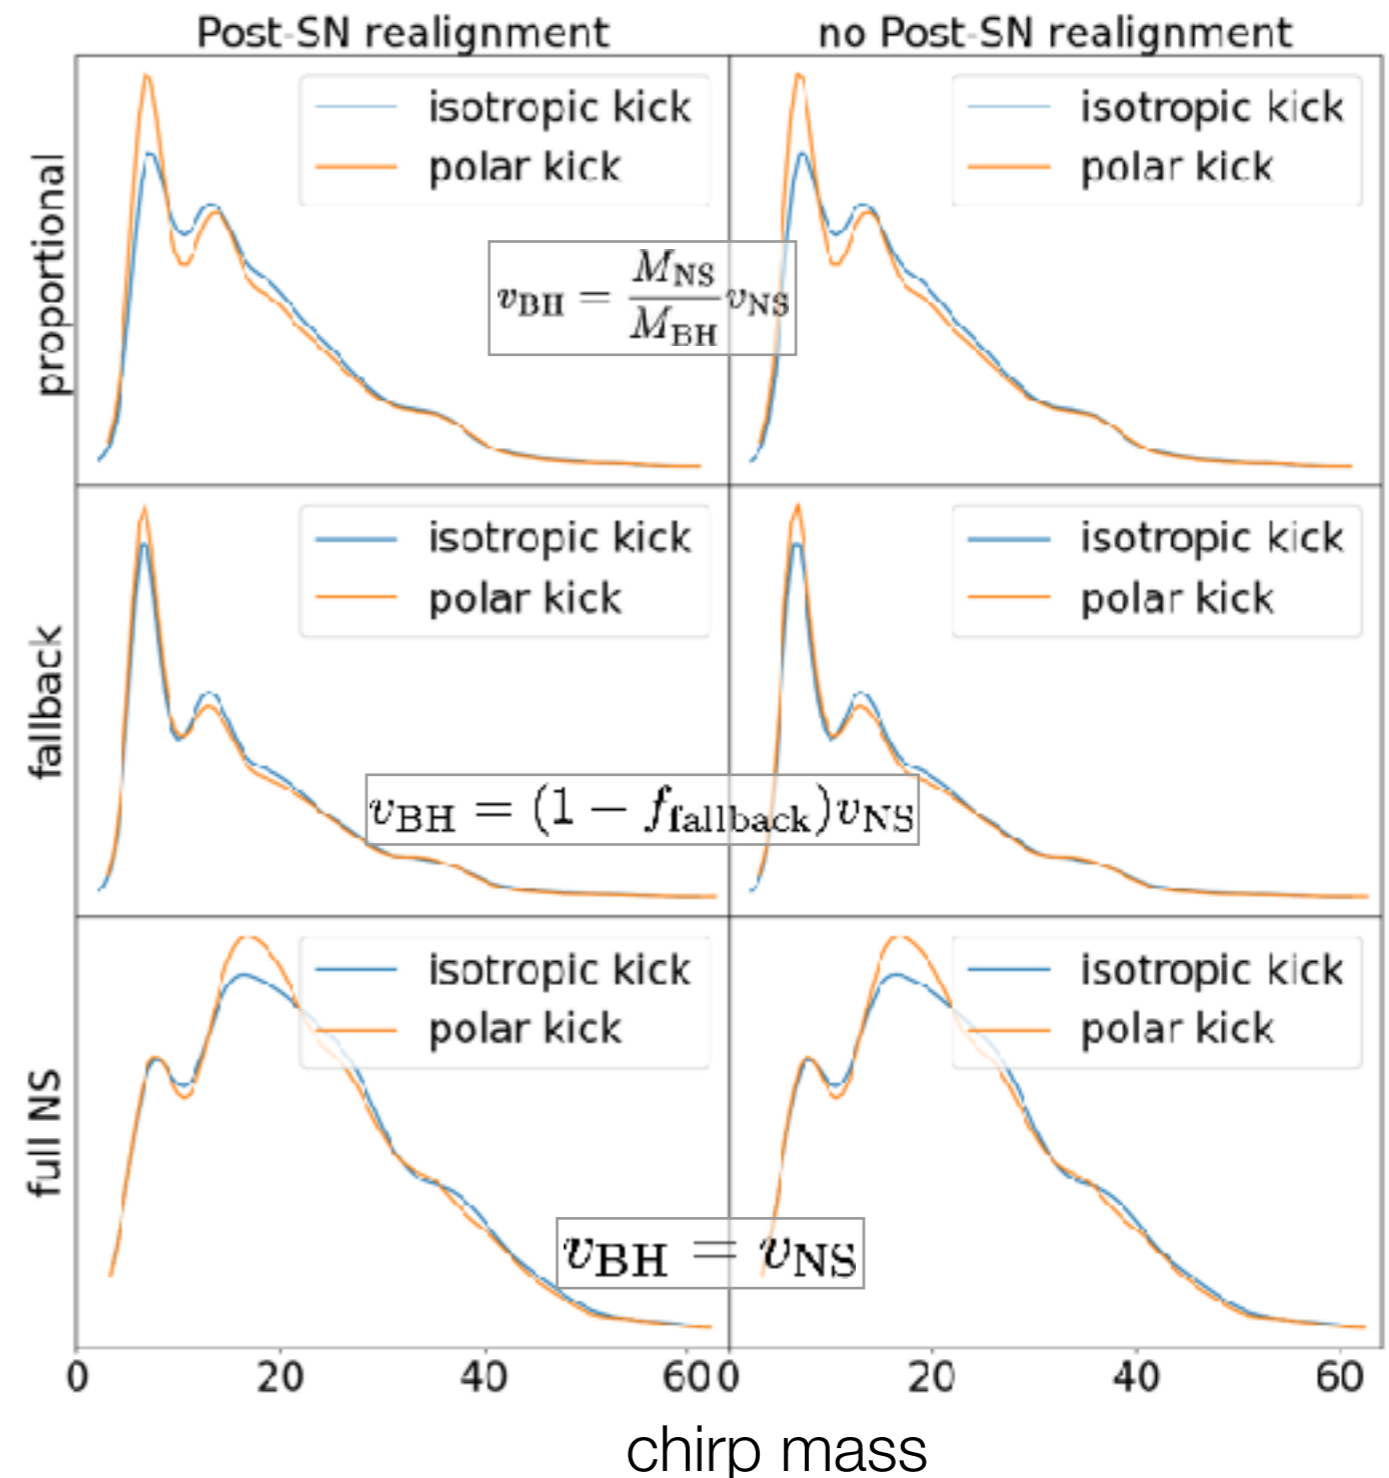 Post-SN realignment
no Post-SN realignment
proportional
isotropic kick
polar kick
isotropic kick
polar kick
v_BH = M_NS/M_BH v_NS
fallback
isotropic kick
polar kick
isotropic kick
polar kick
v_BH = (1 − f_fallback)v_NS
full NS
isotropic kick
polar kick
isotropic kick
polar kick
v_BH = v_NS
0 20 40 60 0 20 40 60
chirp mass